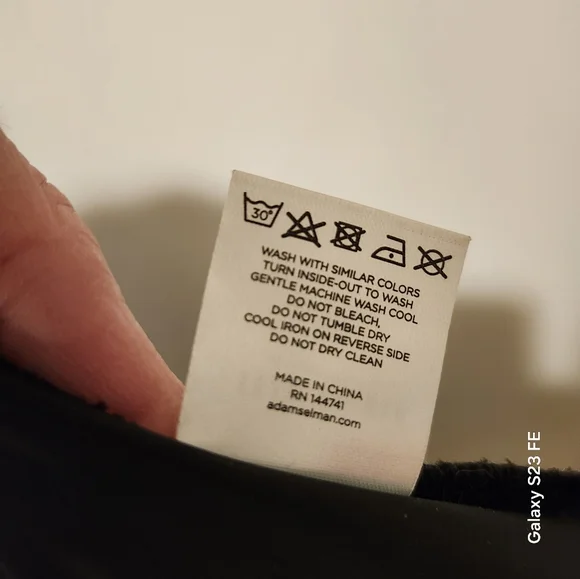 30°
WASH WITH SIMILAR COLORS
TURN INSIDE-OUT TO WASH
GENTLE MACHINE WASH COOL
DO NOT BLEACH,
DO NOT TUMBLE DRY
COOL IRON ON REVERSE SIDE
DO NOT DRY CLEAN
MADE IN CHINA
RN 144741
adamselman.com
Galaxy S23 FE